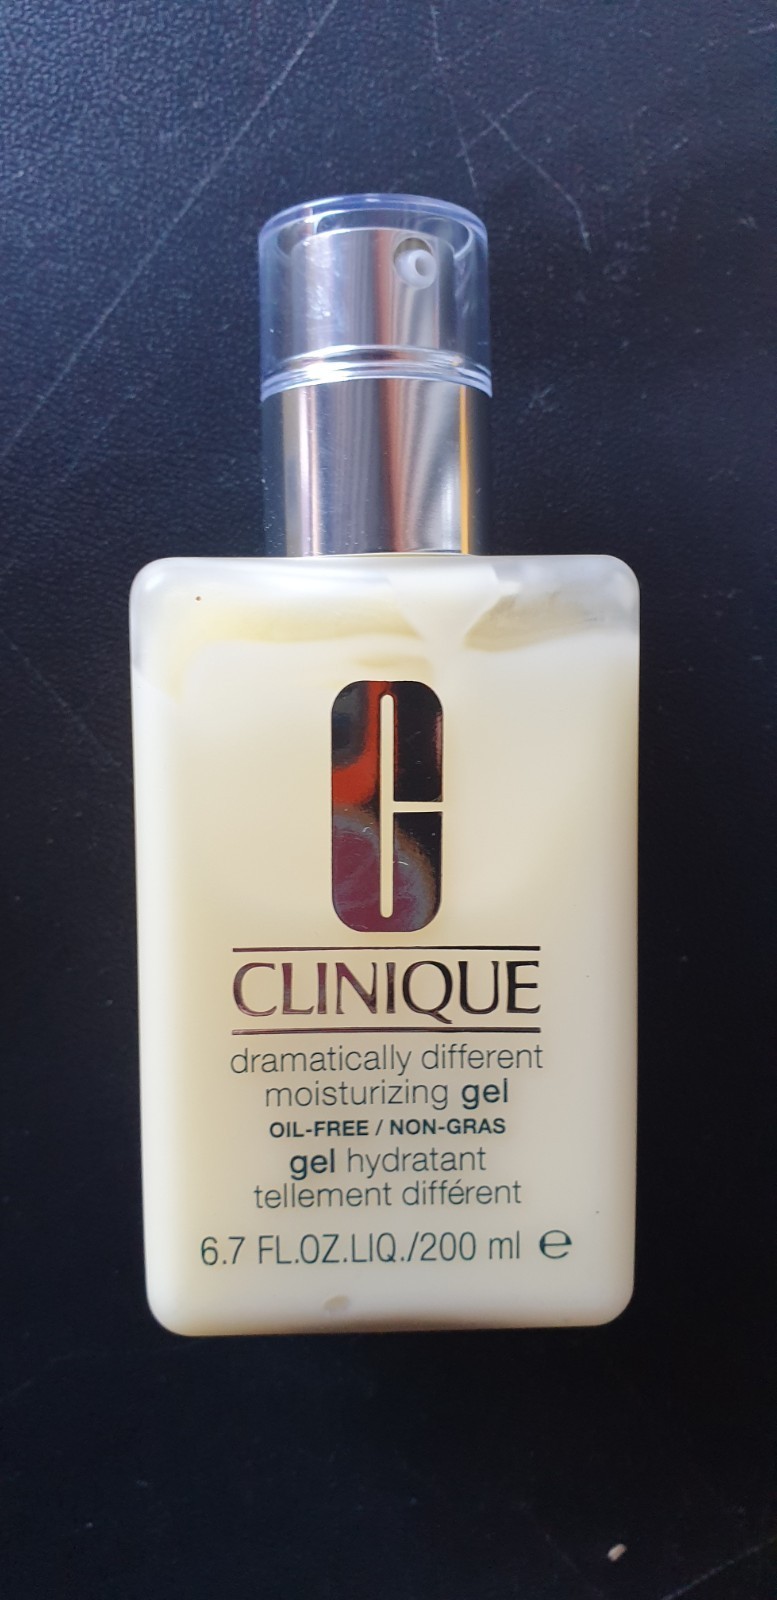 C
CLINIQUE
dramatically different
moisturizing gel
OIL-FREE / NON-GRAS
gel hydratant
tellement différent
6.7 FL.OZ.LIQ./200 ml ℮